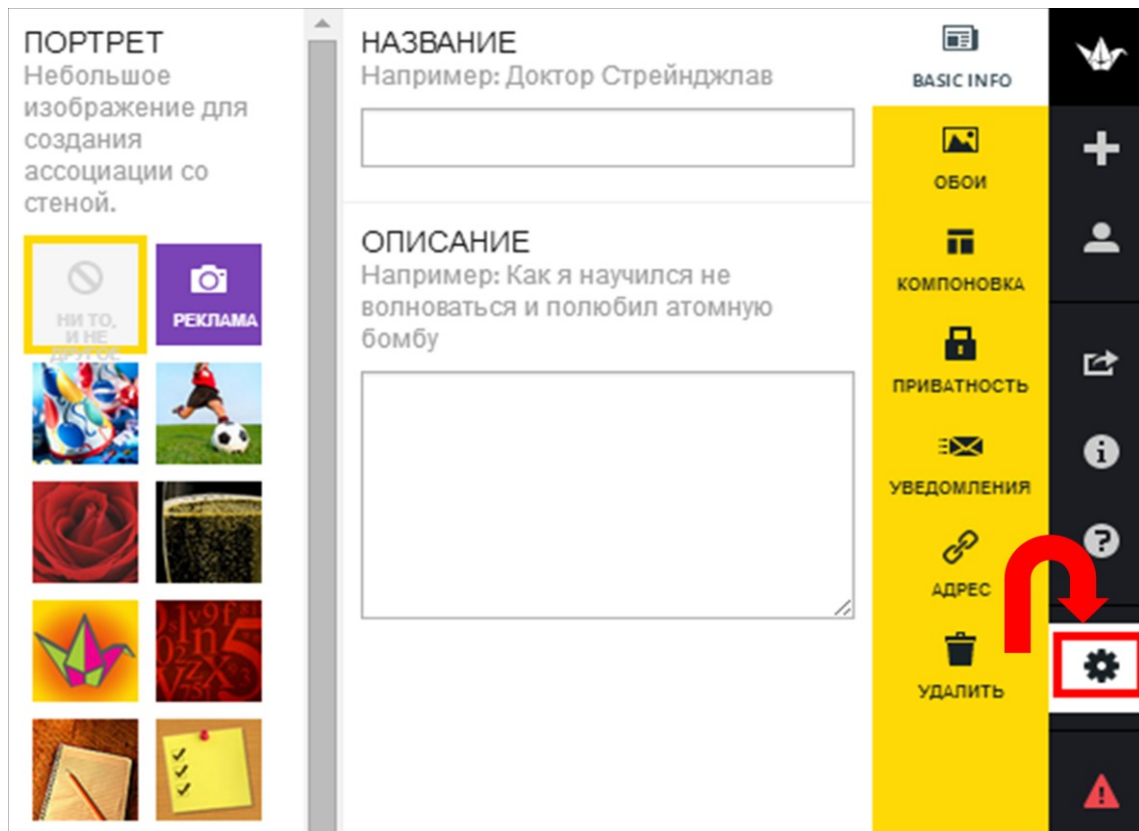 ПОРТРЕТ
Небольшое
изображение для
создания
ассоциации со
стеной.
НИ ТО,
И НЕ
ДРУГОЕ
РЕКЛАМА
НАЗВАНИЕ
Например: Доктор Стрейнджлав
ОПИСАНИЕ
Например: Как я научился не
волноваться и полюбил атомную
бомбу
BASIC INFO
ОБОИ
КОМПОНОВКА
ПРИВАТНОСТЬ
УВЕДОМЛЕНИЯ
АДРЕС
УДАЛИТЬ